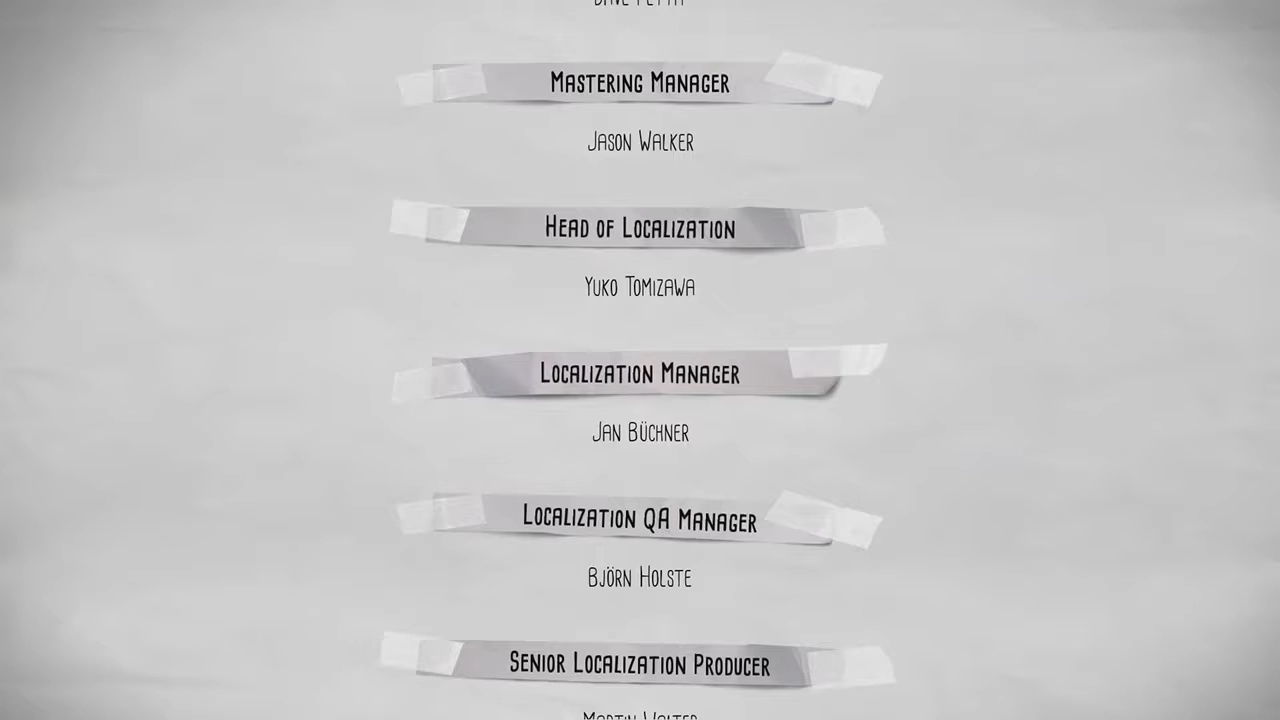 Mastering Manager
Jason Walker
Head of Localization
Yuko Tomizawa
Localization Manager
Jan Büchner
Localization QA Manager
Björn Holste
Senior Localization Producer